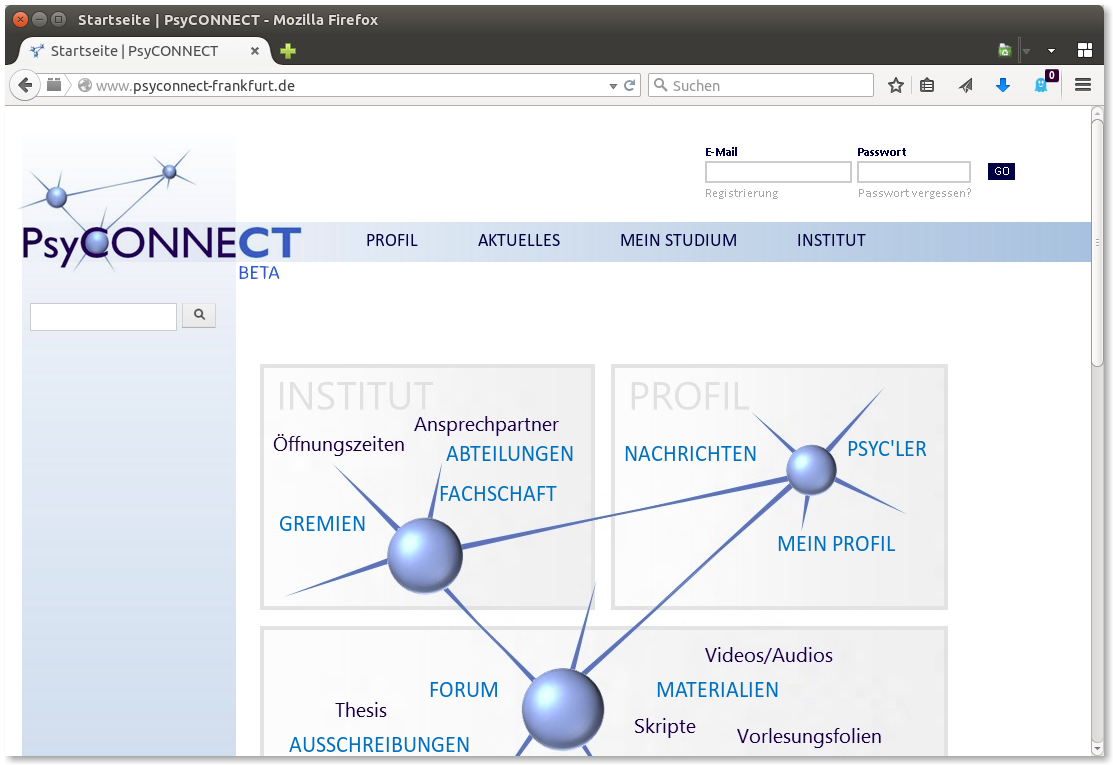 Startseite | PsyCONNECT - Mozilla Firefox
Startseite | PsyCONNECT
www.psyconnect-frankfurt.de
Suchen
0
E-Mail
Passwort
GO
Registrierung
Passwort vergessen?
PsyCONNECT
BETA
PROFIL
AKTUELLES
MEIN STUDIUM
INSTITUT
INSTITUT
Ansprechpartner
Öffnungszeiten
ABTEILUNGEN
FACHSCHAFT
GREMIEN
PROFIL
NACHRICHTEN
PSYC'LER
MEIN PROFIL
Videos/Audios
FORUM
MATERIALIEN
Thesis
Skripte
Vorlesungsfolien
AUSSCHREIBUNGEN